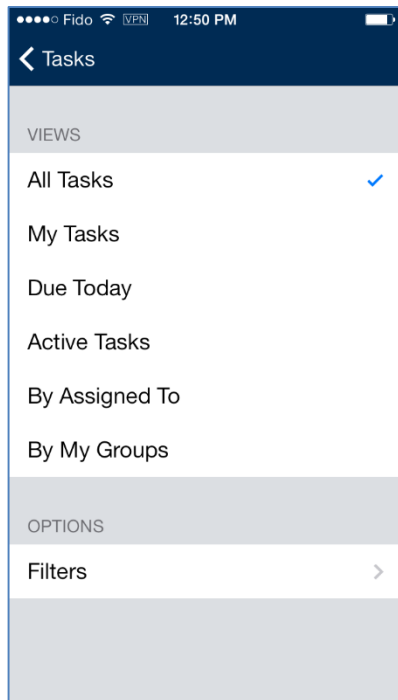 Fido VPN 12:50 PM
Tasks
VIEWS
All Tasks
My Tasks
Due Today
Active Tasks
By Assigned To
By My Groups
OPTIONS
Filters